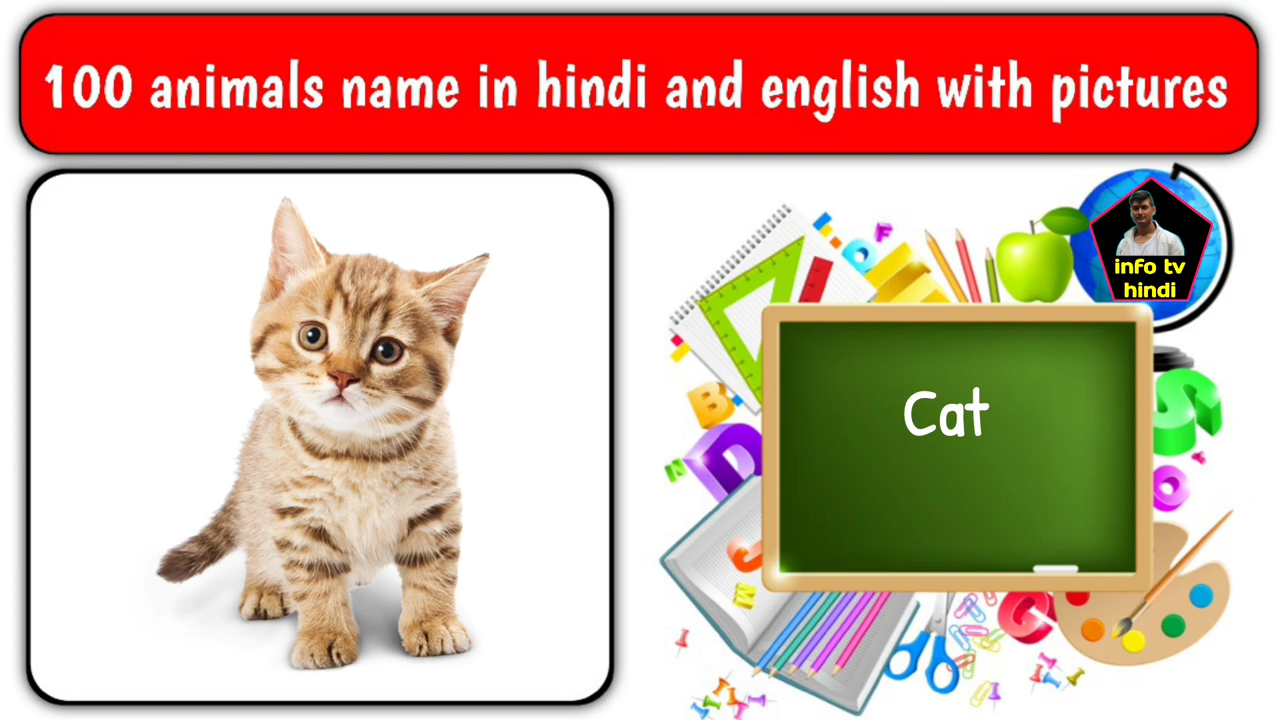 100 animals name in hindi and english with pictures
info tv
hindi
Cat
F
B
D
N
S
J
M
G